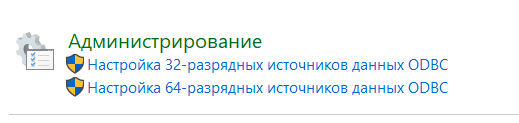 Администрирование
Настройка 32-разрядных источников данных ODBC
Настройка 64-разрядных источников данных ODBC